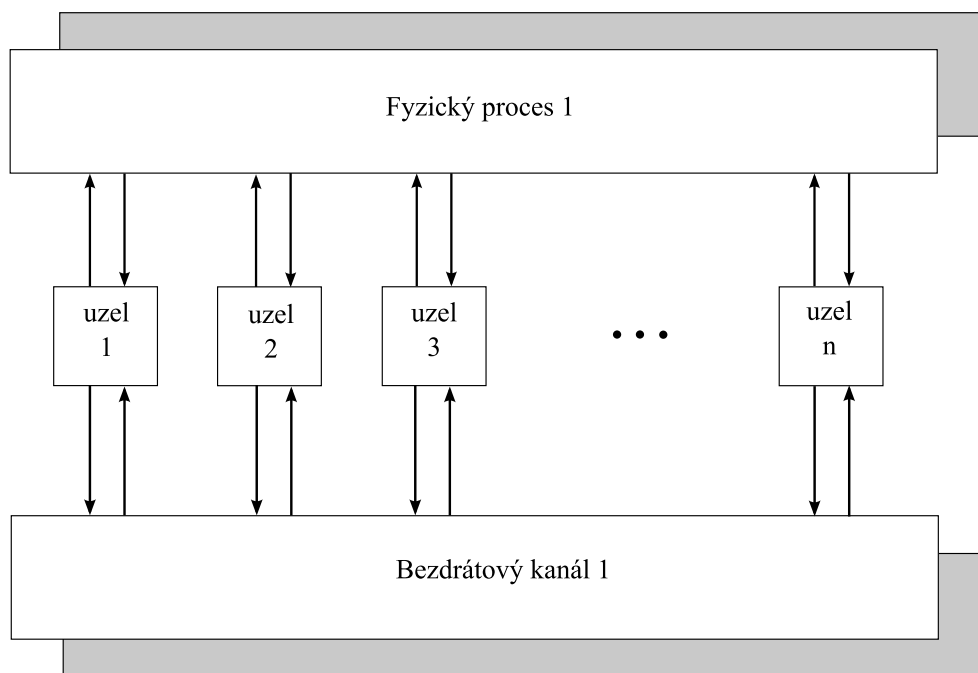 Fyzický proces 1
uzel
1
uzel
2
uzel
3
• • •
uzel
n
Bezdrátový kanál 1